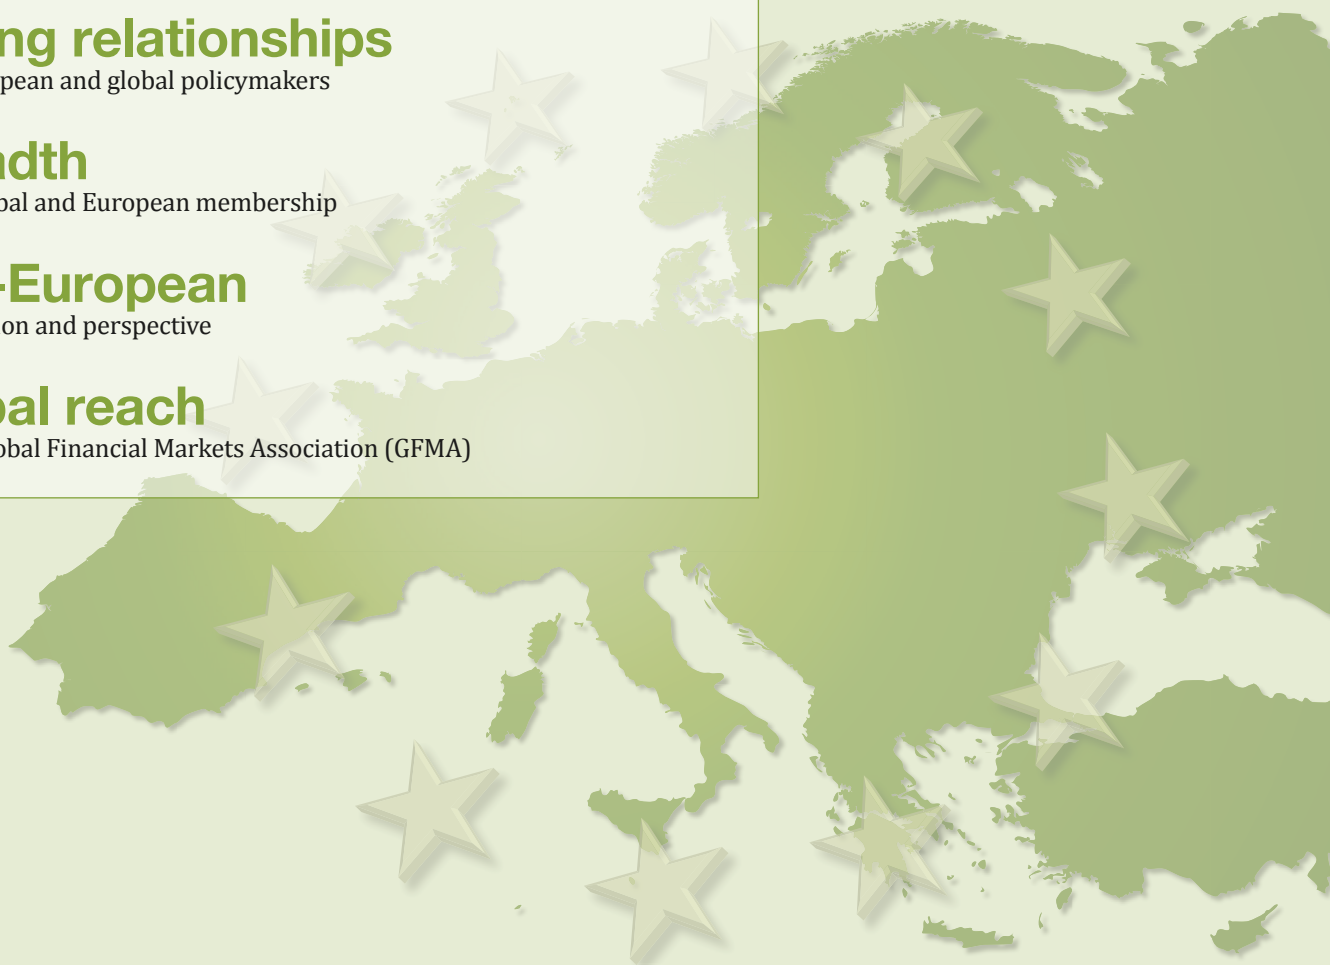 ng relationships
pean and global policymakers
adth
bal and European membership
-European
on and perspective
bal reach
obal Financial Markets Association (GFMA)